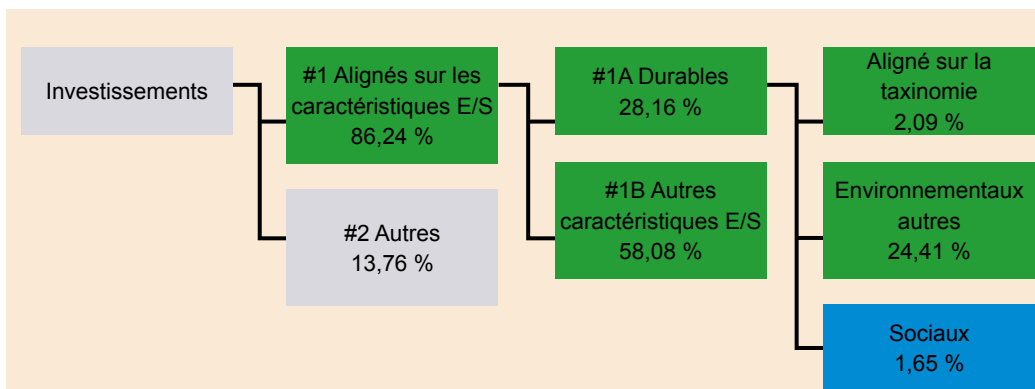 Investissements
#1 Alignés sur les
caractéristiques E/S
86,24 %
#2 Autres
13,76 %
#1A Durables
28,16 %
#1B Autres
caractéristiques E/S
58,08 %
Aligné sur la
taxinomie
2,09 %
Environnementaux
autres
24,41 %
Sociaux
1,65 %